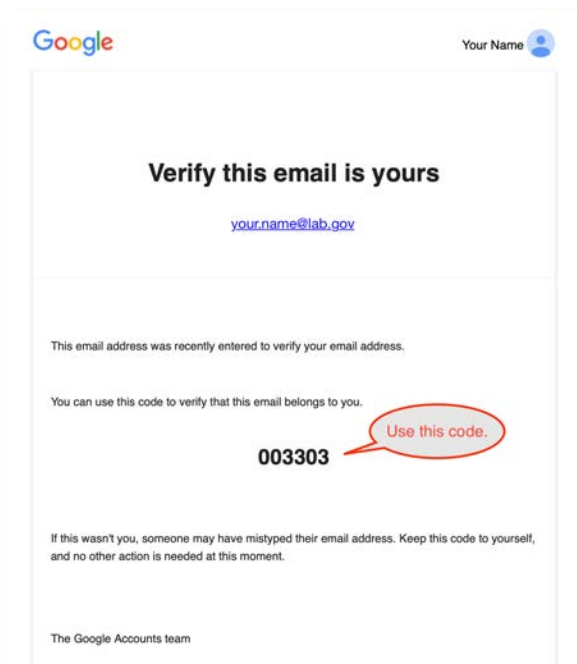 Google
Your Name
Verify this email is yours
your.name@lab.gov
This email address was recently entered to verify your email address.
You can use this code to verify that this email belongs to you.
Use this code.
003303
If this wasn't you, someone may have mistyped their email address. Keep this code to yourself,
and no other action is needed at this moment.
The Google Accounts team